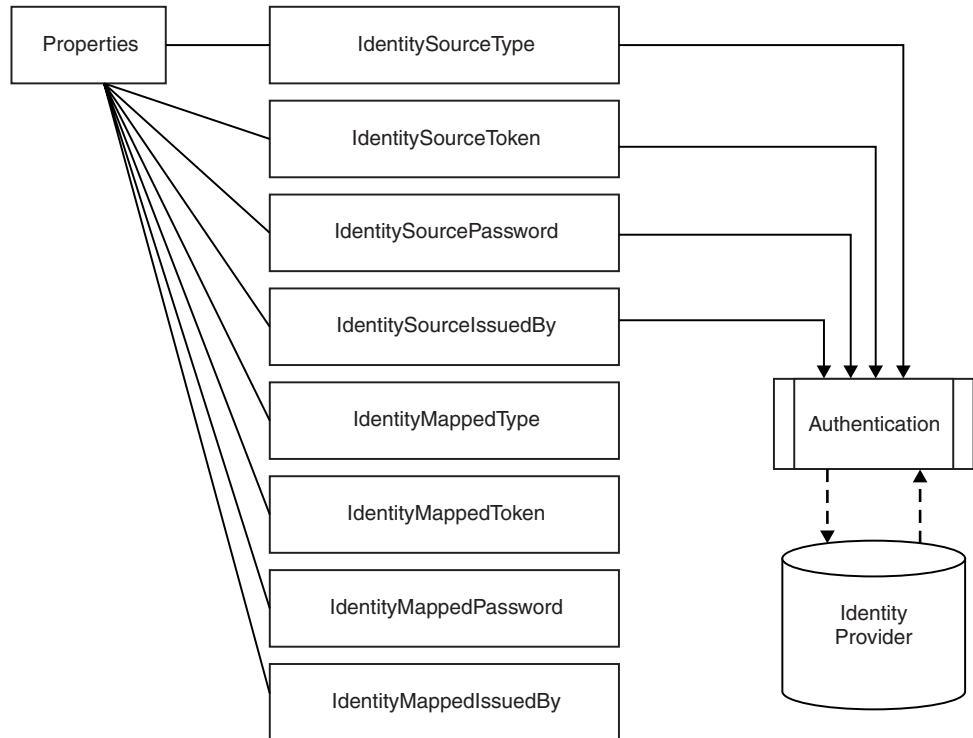 Properties
IdentitySourceType
IdentitySourceToken
IdentitySourcePassword
IdentitySourceIssuedBy
IdentityMappedType
IdentityMappedToken
IdentityMappedPassword
IdentityMappedIssuedBy
Authentication
Identity
Provider